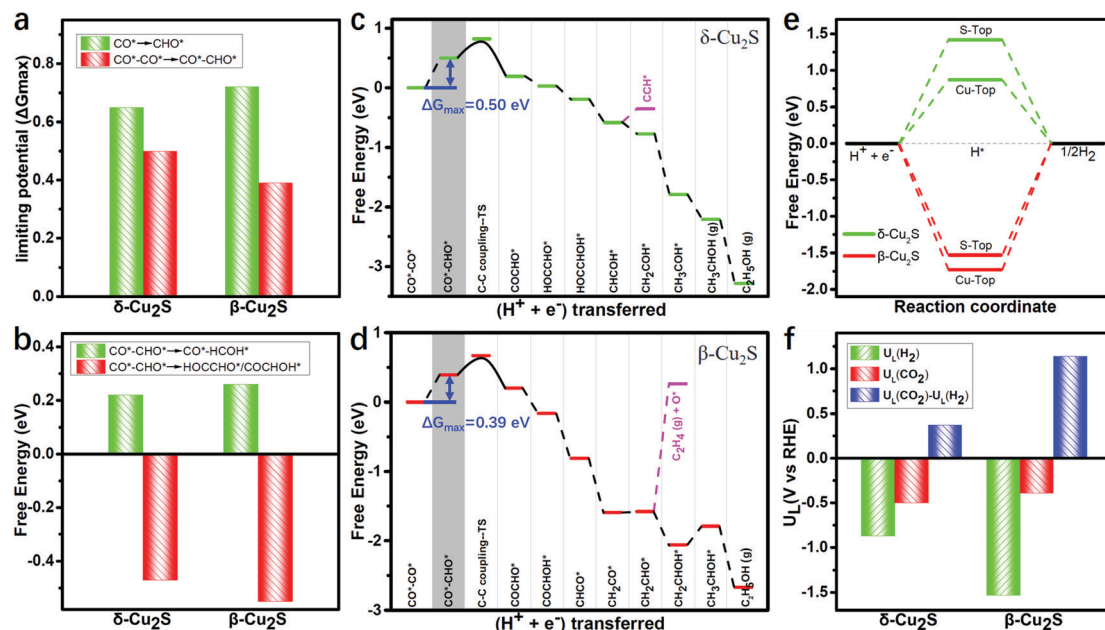 a
limiting potential (ΔGmax)
0.8
0.6
0.4
0.2
0.0
CO*→CHO*
CO*-CO*→CO*-CHO*
δ-Cu₂S
β-Cu₂S
b
Free Energy (eV)
0.4
0.2
0.0
-0.2
-0.4
CO*-CHO*→CO*-HCOH*
CO*-CHO*→HOCCHO*/COCHOH*
δ-Cu₂S
β-Cu₂S
c
δ-Cu₂S
Free Energy (eV)
1
0
-1
-2
-3
ΔGₘₐₓ=0.50 eV
CCH*
CO*-CO*
CO*-CHO*
C-C coupling--TS
COCHO*
HOCCHO*
HOCCHOH*
CHCOH*
CH₂COH*
CH₃COH*
CH₃CHOH (g)
C₂H₅OH (g)
(H⁺ + e⁻) transferred
d
β-Cu₂S
Free Energy (eV)
1
0
-1
-2
-3
ΔGₘₐₓ=0.39 eV
C₂H₄ (g) + O*
CO*-CO*
CO*-CHO*
C-C coupling--TS
COCHO*
COCHOH*
CHCO*
CH₂CO*
CH₂CHO*
CH₂CHOH*
CH₃CHOH*
C₂H₅OH (g)
(H⁺ + e⁻) transferred
e
Free Energy (eV)
1.5
1.0
0.5
0.0
-0.5
-1.0
-1.5
-2.0
S-Top
Cu-Top
H⁺ + e⁻
H*
1/2H₂
δ-Cu₂S
β-Cu₂S
S-Top
Cu-Top
Reaction coordinate
f
U_L(V vs RHE)
1.0
0.5
0.0
-0.5
-1.0
-1.5
U_L(H₂)
U_L(CO₂)
U_L(CO₂)-U_L(H₂)
δ-Cu₂S
β-Cu₂S